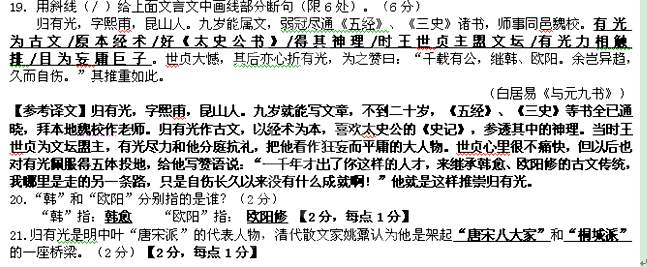 19. 用斜线（/）给上面文言文中画线部分断句（限6处）。（6分）
归有光，字熙甫，昆山人。九岁能属文，弱冠尽通《五经》、《三史》诸书，师事同邑魏校。有光
为古文/原本经术/好《太史公书》/得其神理/时王世贞主盟文坛/有光力相触
排/目为妄庸巨子。世贞大憾，其后亦心折有光，为之赞曰：“千载有公，继韩、欧阳。余岂异趋，
久而自伤。”其推重如此。
（白居易《与元九书》）
【参考译文】归有光，字熙甫，昆山人。九岁就能写文章，不到二十岁，《五经》、《三史》等书全已通
晓，拜本地魏校作老师。归有光作古文，以经术为本，喜欢太史公的《史记》，参透其中的神理。当时王
世贞为文坛盟主，有光尽力和他分庭抗礼，把他看作狂妄而平庸的大人物。世贞心里很不痛快，但以后也
对有光佩服得五体投地，给他写赞语说：“一千年才出了你这样的人才，来继承韩愈、欧阳修的古文传统，
我哪里是走的另一条路，只是自伤长久以来没有什么成就啊！”他就是这样推崇归有光。
20. “韩”和“欧阳”分别指的是谁？（2分）
“韩”指：韩愈 “欧阳”指： 欧阳修 【2分，每点1分】
21. 归有光是明中叶“唐宋派”的代表人物，清代散文家姚鼐认为他是架起“唐宋八大家”和“桐城派”
的一座桥梁。（2分）【2分，每点1分】